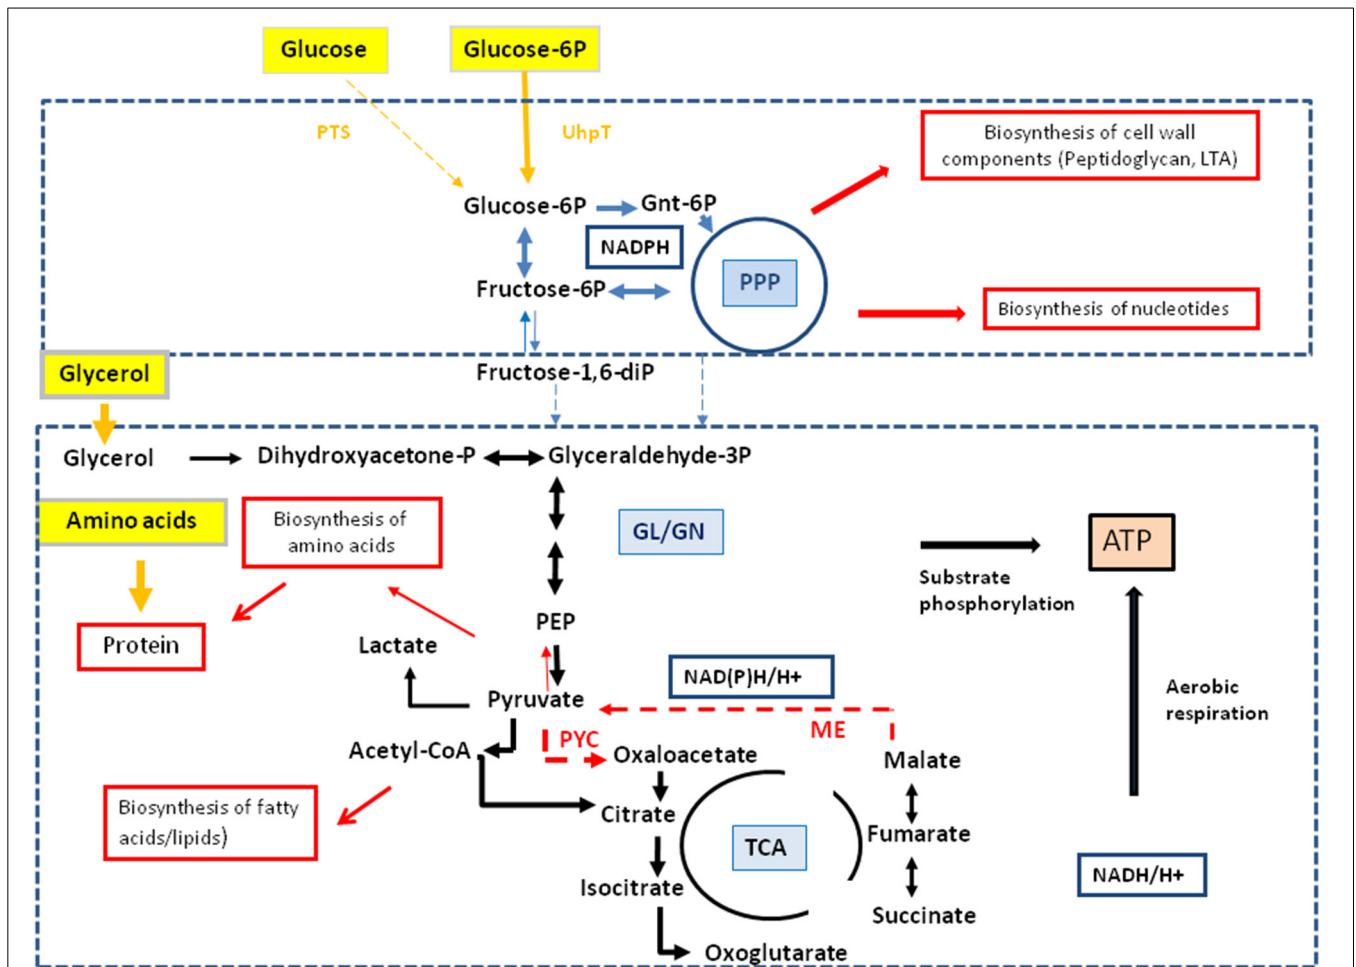 Glucose
Glucose-6P
PTS
UhpT
Biosynthesis of cell wall
components (Peptidoglycan, LTA)
Glucose-6P
Gnt-6P
NADPH
PPP
Fructose-6P
Biosynthesis of nucleotides
Glycerol
Fructose-1,6-diP
Glycerol
Dihydroxyacetone-P
Glyceraldehyde-3P
Amino acids
Biosynthesis of
amino acids
GL/GN
ATP
Substrate
phosphorylation
PEP
Protein
Lactate
NAD(P)H/H+
Pyruvate
Aerobic
respiration
ME
PYC
Acetyl-CoA
Oxaloacetate
Malate
Biosynthesis of fatty
acids/lipids)
Citrate
Fumarate
TCA
Isocitrate
NADH/H+
Succinate
Oxoglutarate